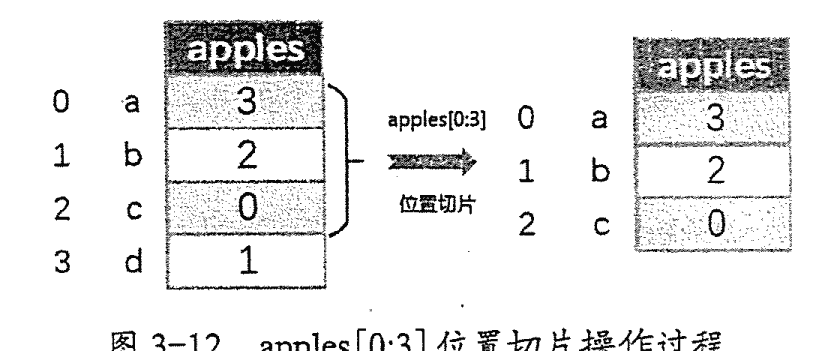 apples
0 a 3
1 b 2
2 c 0
3 d 1
apples[0:3]
位置切片
apples
0 a 3
1 b 2
2 c 0
图 3-12 apples[0:3]位置切片操作过程